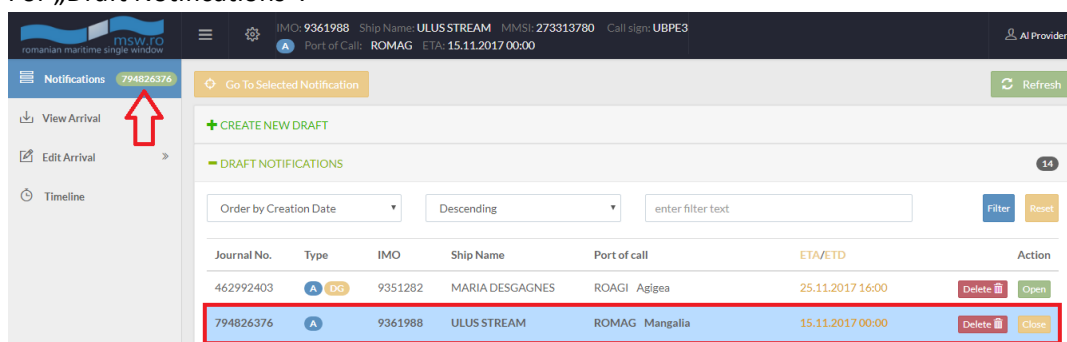 For „Draft Notifications":
msw.ro
romanian maritime single window
IMO: 9361988 Ship Name: ULUS STREAM MMSI: 273313780 Call sign: UBPE3
A Port of Call: ROMAG ETA: 15.11.2017 00:00
AI Provider
Notifications 794826376
Go To Selected Notification
Refresh
View Arrival
CREATE NEW DRAFT
Edit Arrival
DRAFT NOTIFICATIONS
14
Timeline
Order by Creation Date
Descending
enter filter text
Filter
Reset
Journal No. Type IMO Ship Name Port of call ETA/ETD Action
462992403 A DG 9351282 MARIA DESGAGNES ROAGI Agigea 25.11.2017 16:00 Delete Open
794826376 A 9361988 ULUS STREAM ROMAG Mangalia 15.11.2017 00:00 Delete Close